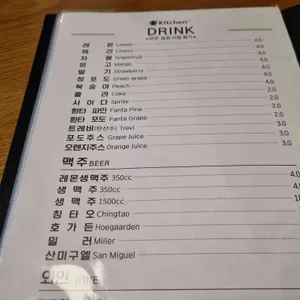 Kitchen
DRINK
레 몬 Lemon 4.0
체 리 Cherry 4.0
자 몽 Grapefruit 4.0
망 고 Mango 4.0
딸 기 Strawberry 4.0
청 포 도 Green grape 4.0
복 숭 아 Peach 4.0
콜 라 Coke 2.0
사 이 다 Sprite 2.0
환타 파인 Fanta Pine 2.0
환타 포도 Fanta Grape 2.0
트레비(탄산수) Trevi 2.0
포도주스 Grape Juice 3.0
오렌지주스 Orange Juice 3.0
맥 주 BEER
레몬생맥주 350cc
생 맥 주 350cc
생 맥 주 1500cc
칭 타 오 Chingtao
호 가 든 Hoegaarden
밀 러 Miller
산미구엘 San Miguel
와인 WINE